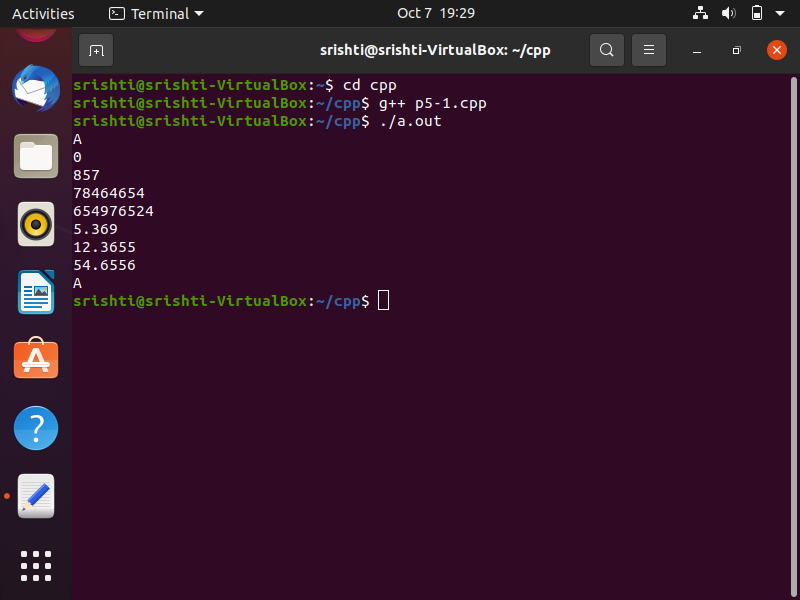 Activities
Terminal
Oct 7 19:29
srishti@srishti-VirtualBox: ~/cpp
srishti@srishti-VirtualBox:~$ cd cpp
srishti@srishti-VirtualBox:~/cpp$ g++ p5-1.cpp
srishti@srishti-VirtualBox:~/cpp$ ./a.out
A
0
857
78464654
654976524
5.369
12.3655
54.6556
A
srishti@srishti-VirtualBox:~/cpp$